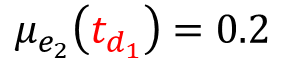 μ_{e_2}(t_{d_1}) = 0.2